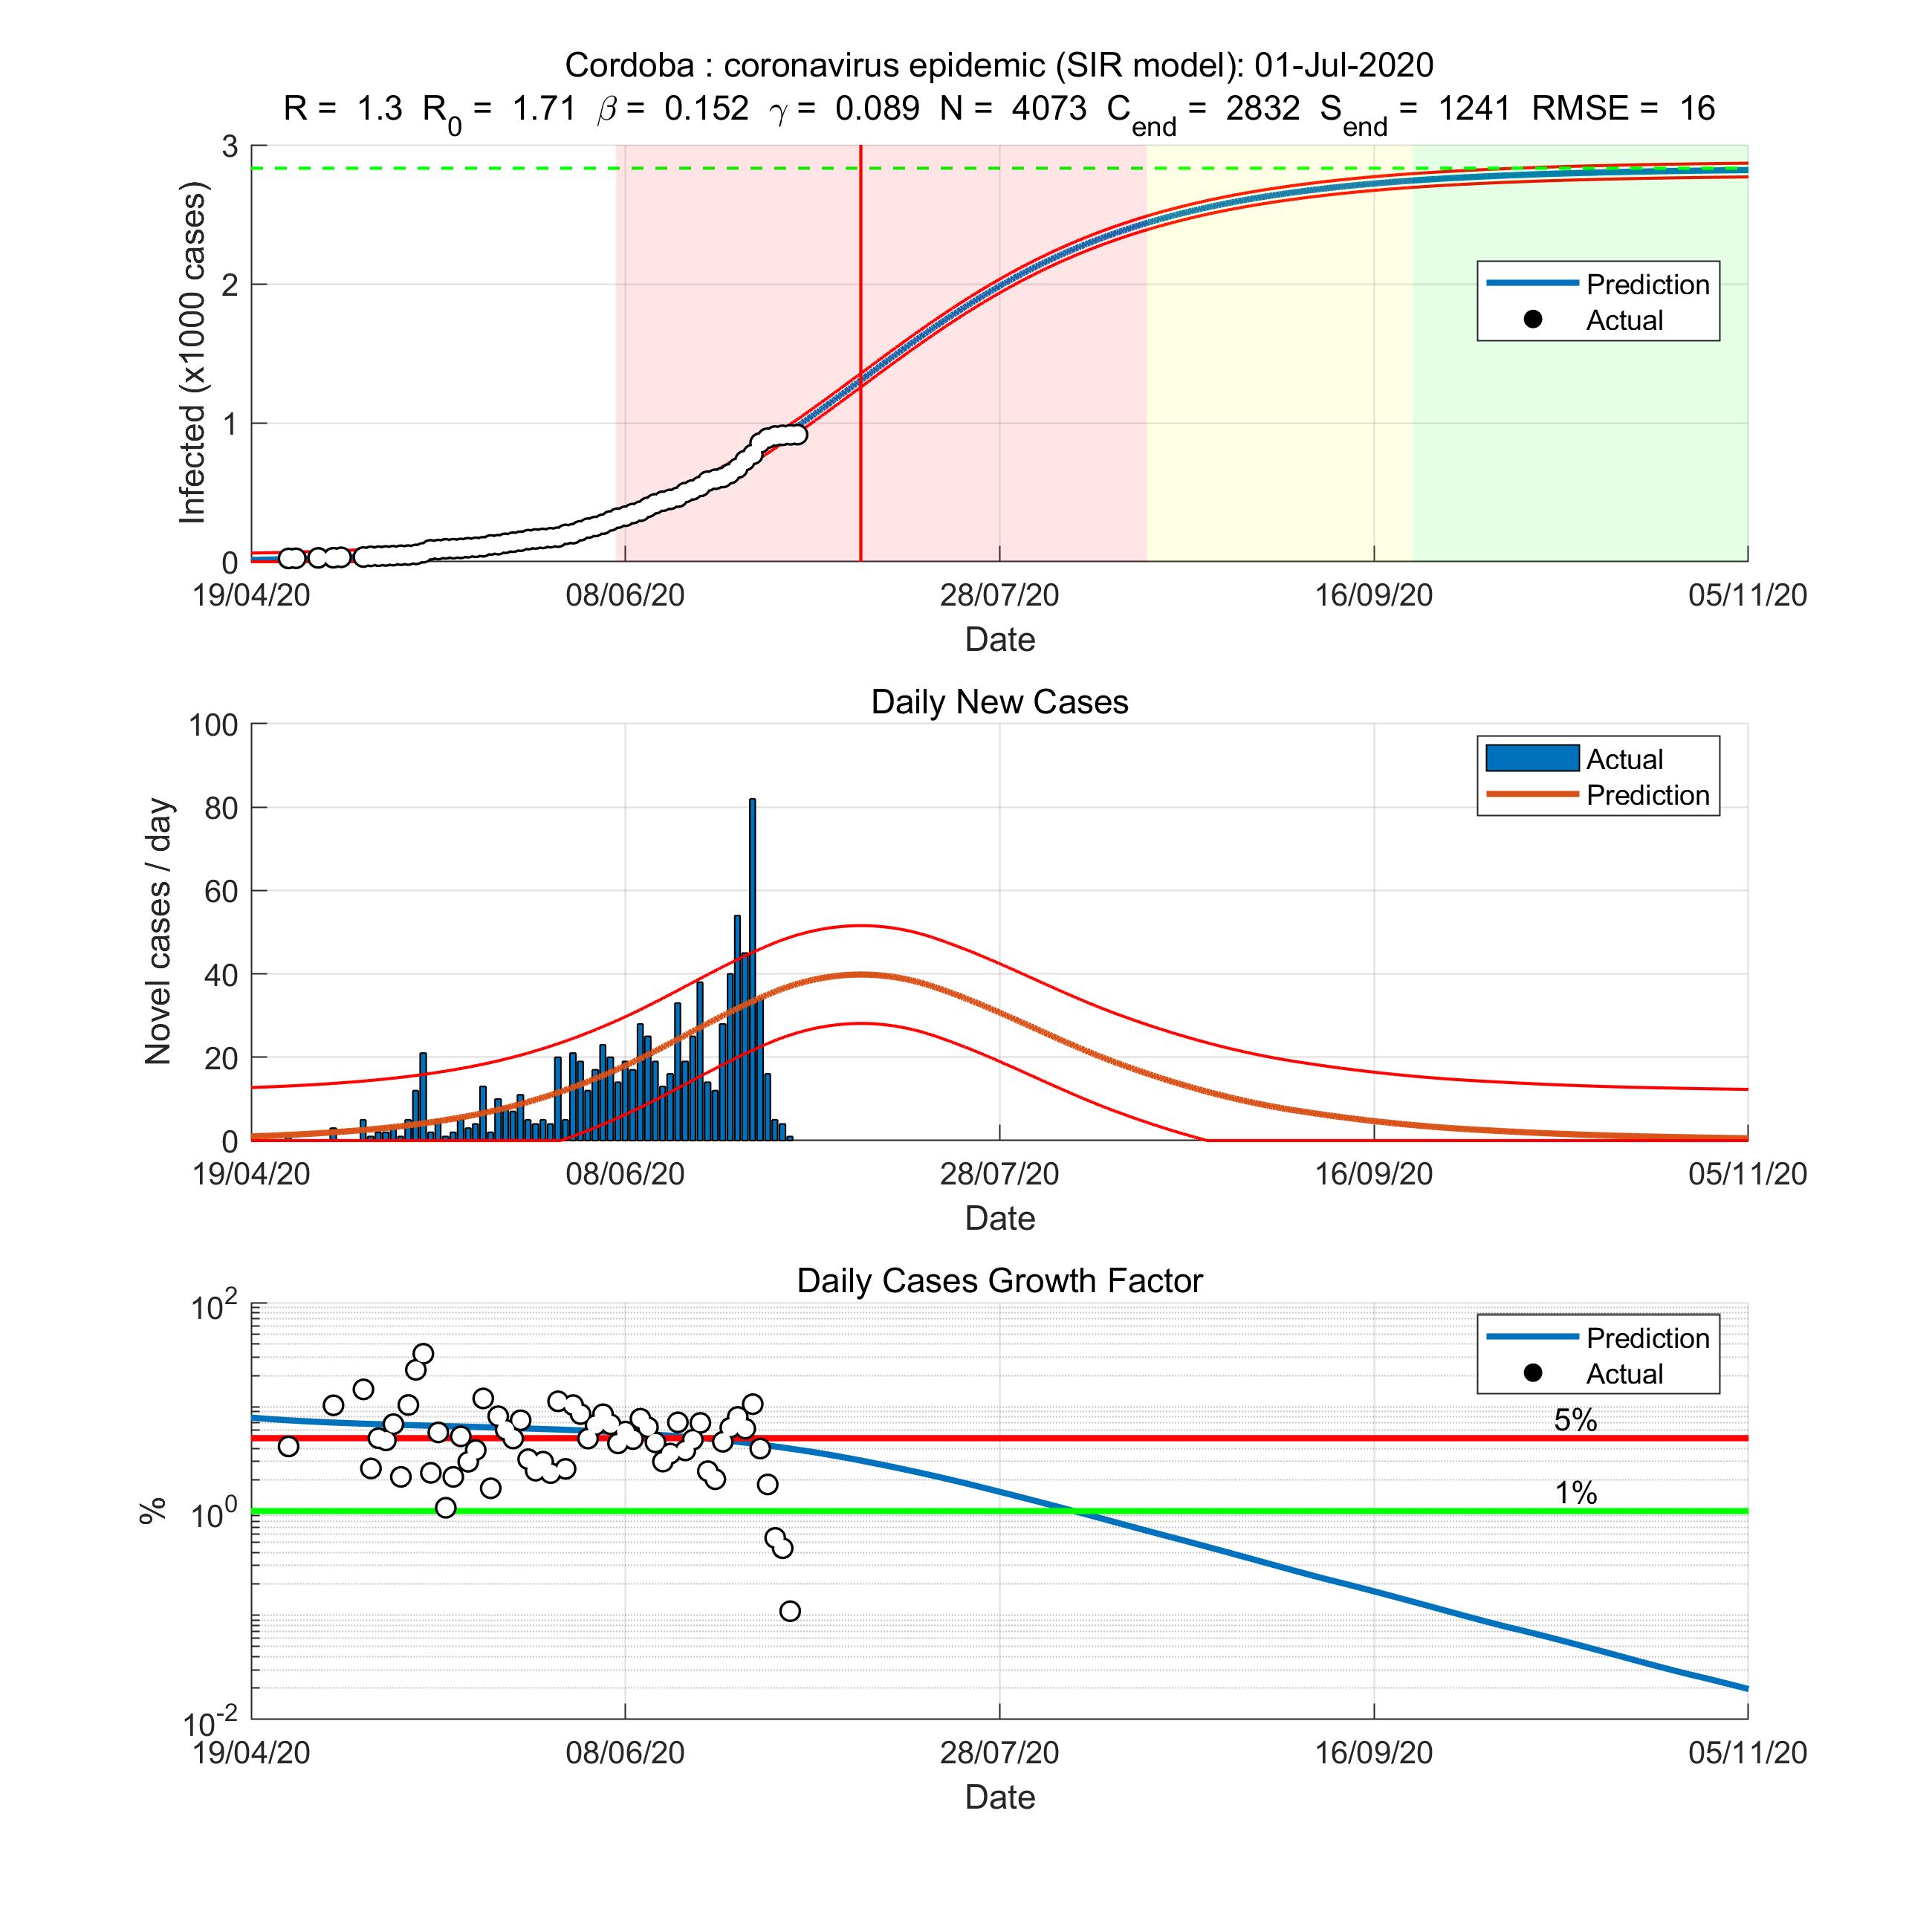 Cordoba : coronavirus epidemic (SIR model): 01-Jul-2020
R = 1.3 R0 = 1.71 β = 0.152 γ = 0.089 N = 4073 Cend = 2832 Send = 1241 RMSE = 16
3
2
1
0
Infected (x1000 cases)
Prediction
Actual
19/04/20 08/06/20 28/07/20 16/09/20 05/11/20
Date
Daily New Cases
100
80
60
40
20
0
Novel cases / day
Actual
Prediction
19/04/20 08/06/20 28/07/20 16/09/20 05/11/20
Date
Daily Cases Growth Factor
10^2
10^0
10^-2
%
Prediction
Actual
5%
1%
19/04/20 08/06/20 28/07/20 16/09/20 05/11/20
Date